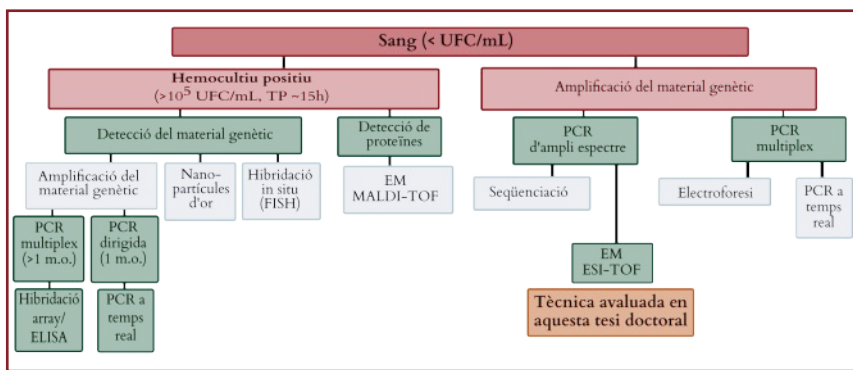 Sang (< UFC/mL)
Hemocultiu positiu
(>10⁵ UFC/mL, TP ~15h)
Amplificació del material genètic
Detecció del material genètic
Detecció de
proteïnes
PCR
d'ampli espectre
PCR
multiplex
Amplificació del
material genètic
Nano-
partícules
d'or
Hibridació
in situ
(FISH)
EM
MALDI-TOF
Seqüenciació
Electroforesi
PCR a
temps
real
PCR
multiplex
(>1 m.o.)
PCR
dirigida
(1 m.o.)
EM
ESI-TOF
Hibridació
array/
ELISA
PCR a
temps
real
Tècnica avaluada en
aquesta tesi doctoral